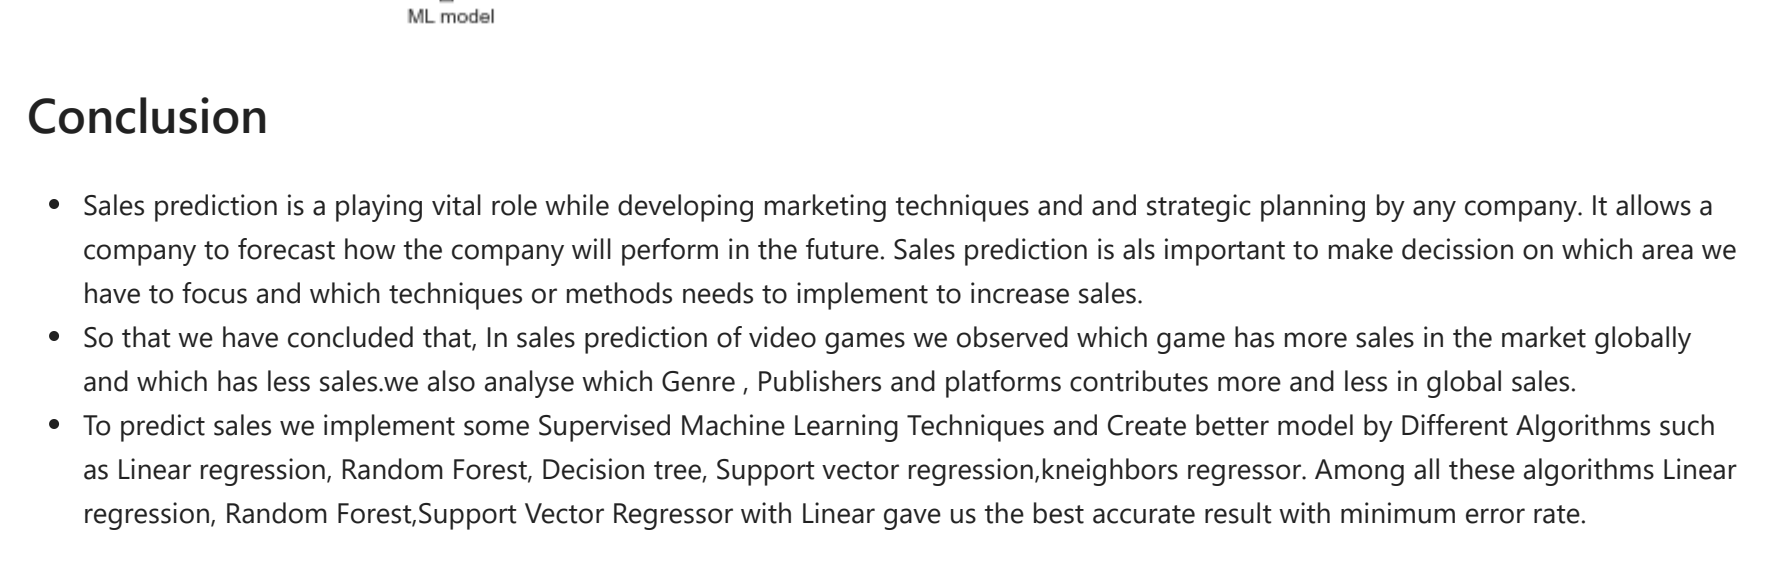 ML model
Conclusion
• Sales prediction is a playing vital role while developing marketing techniques and and strategic planning by any company. It allows a
company to forecast how the company will perform in the future. Sales prediction is als important to make decission on which area we
have to focus and which techniques or methods needs to implement to increase sales.
• So that we have concluded that, In sales prediction of video games we observed which game has more sales in the market globally
and which has less sales.we also analyse which Genre , Publishers and platforms contributes more and less in global sales.
• To predict sales we implement some Supervised Machine Learning Techniques and Create better model by Different Algorithms such
as Linear regression, Random Forest, Decision tree, Support vector regression,kneighbors regressor. Among all these algorithms Linear
regression, Random Forest,Support Vector Regressor with Linear gave us the best accurate result with minimum error rate.